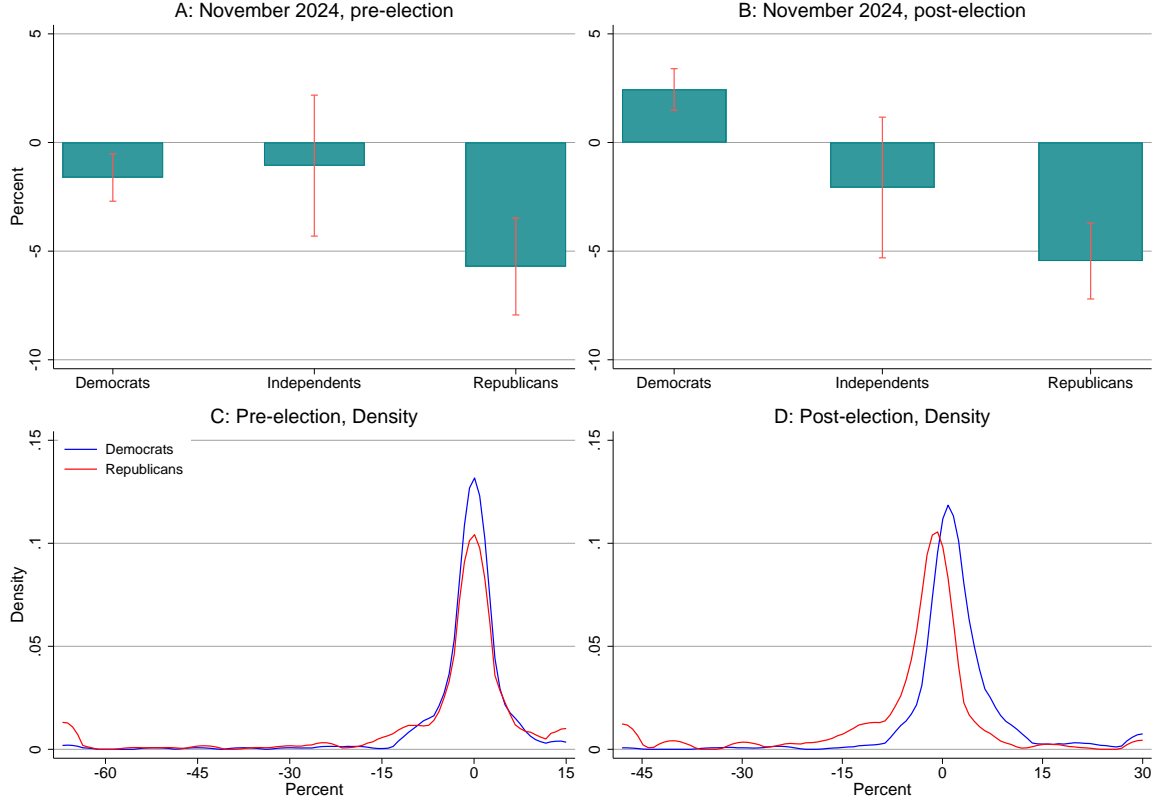 A: November 2024, pre-election
5
0
-5
-10
Percent
Democrats Independents Republicans
B: November 2024, post-election
5
0
-5
-10
Democrats Independents Republicans
C: Pre-election, Density
Democrats
Republicans
.15
.1
.05
0
Density
-60 -45 -30 -15 0 15
Percent
D: Post-election, Density
.15
.1
.05
0
-45 -30 -15 0 15 30
Percent